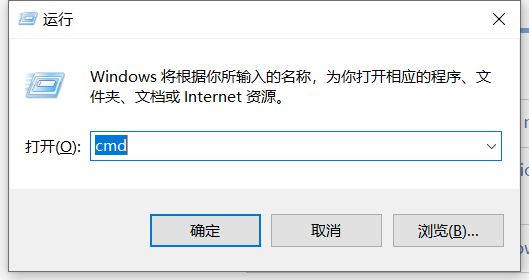 运行
Windows 将根据你所输入的名称，为你打开相应的程序、文
件夹、文档或 Internet 资源。
打开(O): cmd
确定 取消 浏览(B)...